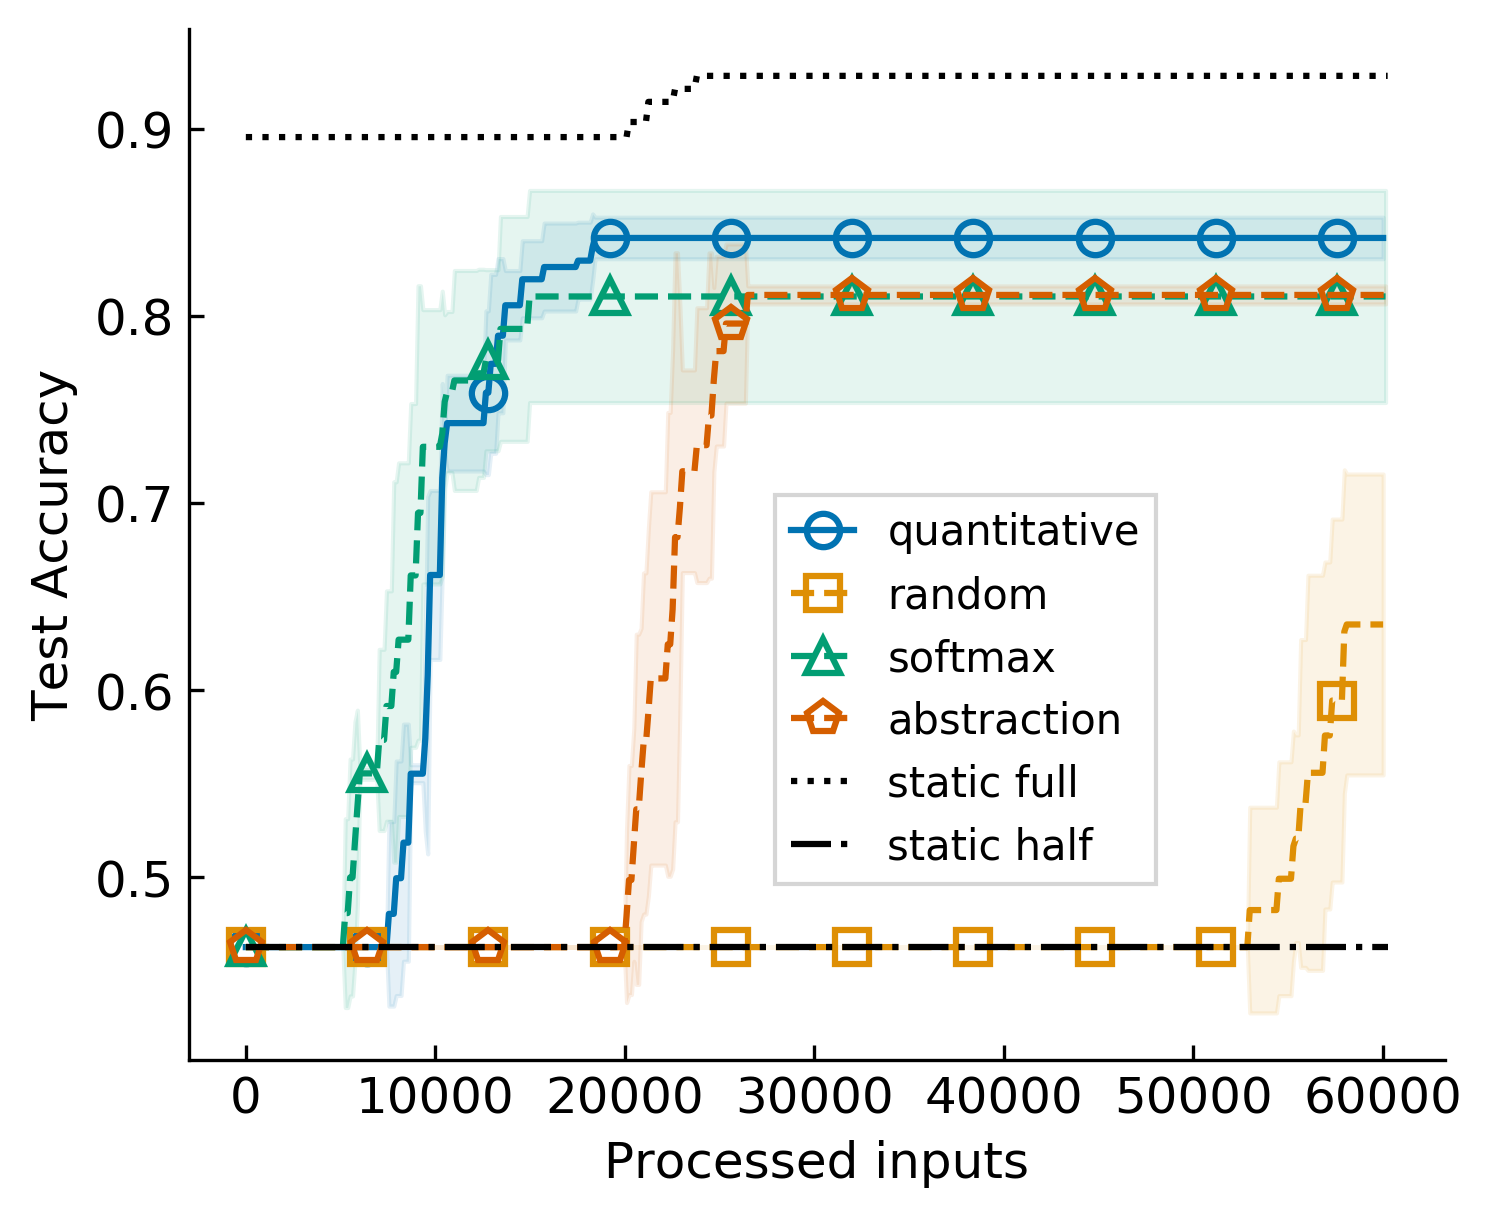 0.9
0.8
0.7
0.6
0.5
Test Accuracy
quantitative
random
softmax
abstraction
static full
static half
0 10000 20000 30000 40000 50000 60000
Processed inputs